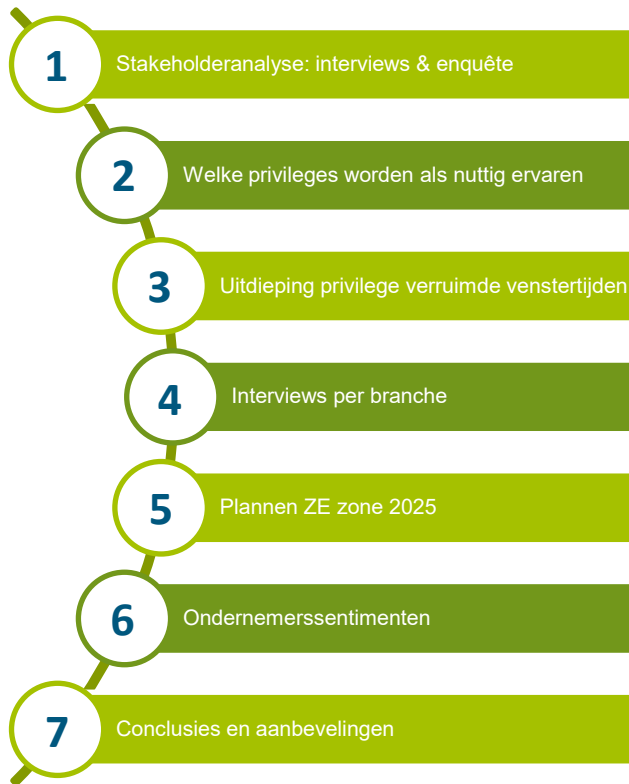 1 Stakeholderanalyse: interviews & enquête
2 Welke privileges worden als nuttig ervaren
3 Uitdieping privilege verruimde venstertijden
4 Interviews per branche
5 Plannen ZE zone 2025
6 Ondernemerssentimenten
7 Conclusies en aanbevelingen